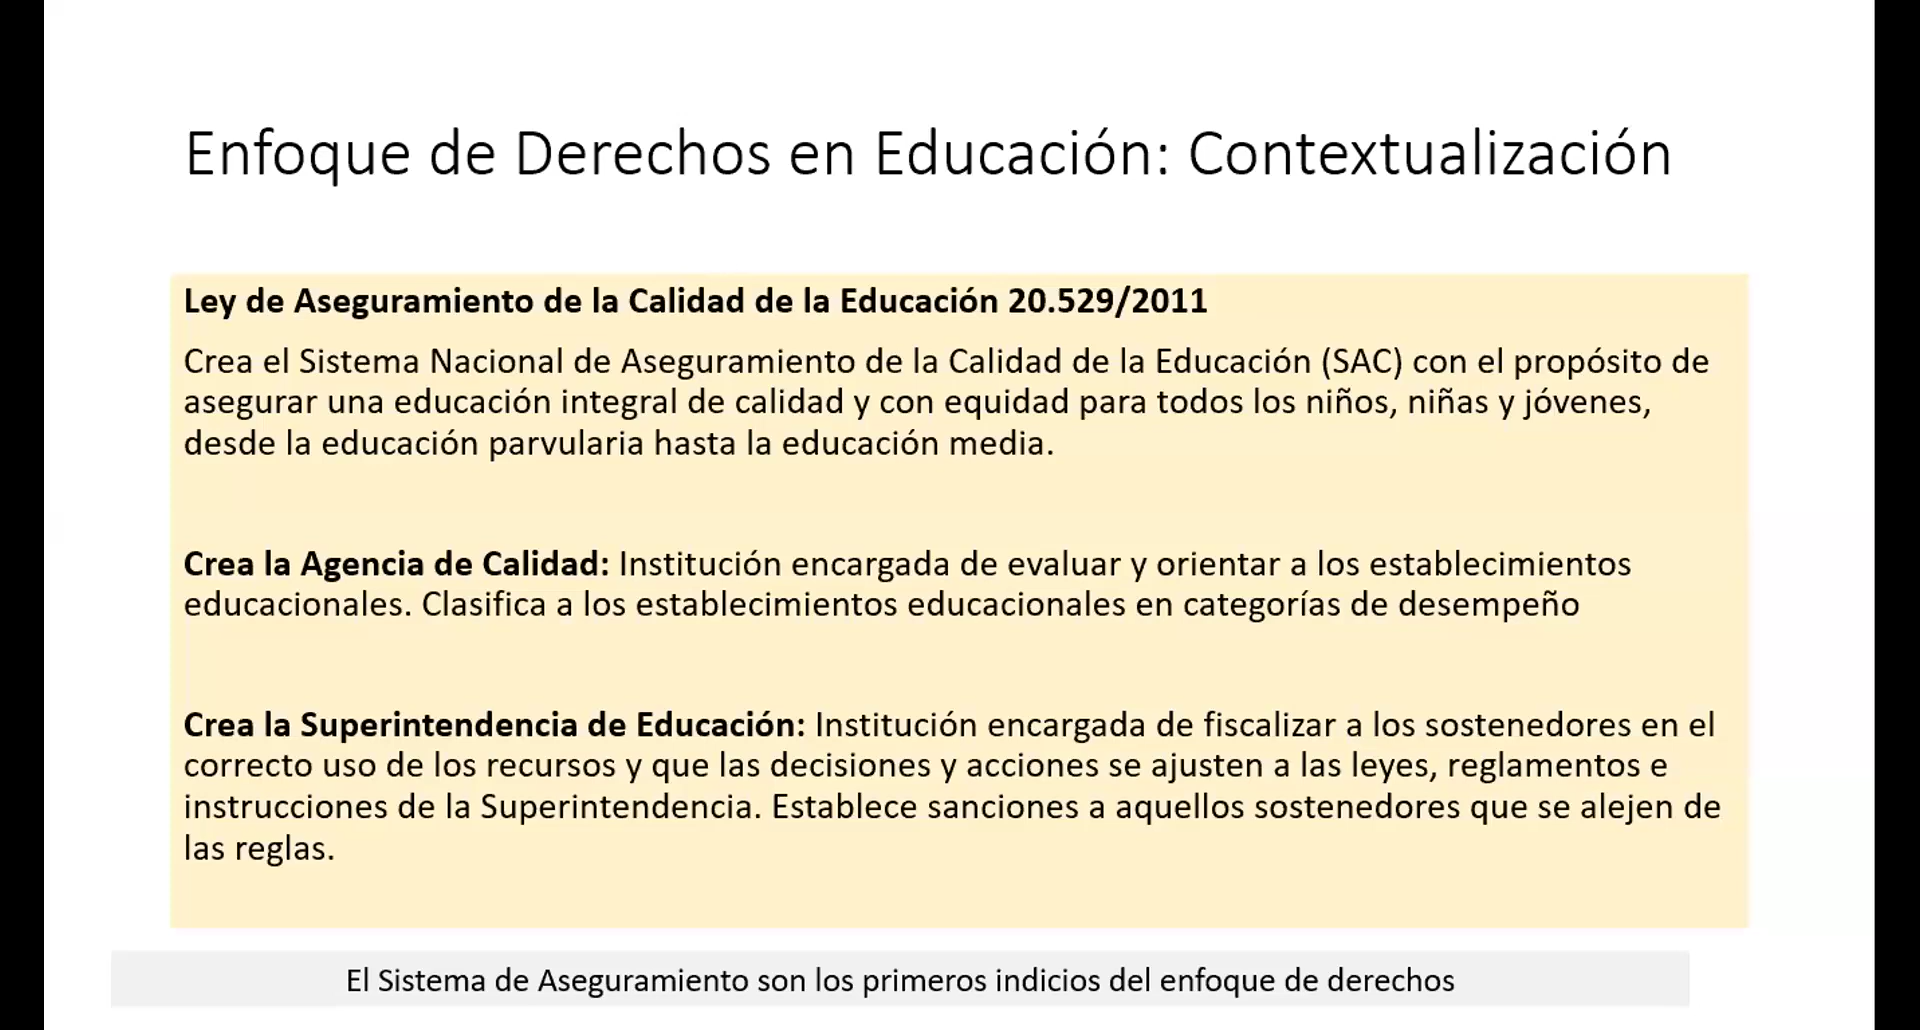 Enfoque de Derechos en Educación: Contextualización
Ley de Aseguramiento de la Calidad de la Educación 20.529/2011
Crea el Sistema Nacional de Aseguramiento de la Calidad de la Educación (SAC) con el propósito de
asegurar una educación integral de calidad y con equidad para todos los niños, niñas y jóvenes,
desde la educación parvularia hasta la educación media.
Crea la Agencia de Calidad: Institución encargada de evaluar y orientar a los establecimientos
educacionales. Clasifica a los establecimientos educacionales en categorías de desempeño
Crea la Superintendencia de Educación: Institución encargada de fiscalizar a los sostenedores en el
correcto uso de los recursos y que las decisiones y acciones se ajusten a las leyes, reglamentos e
instrucciones de la Superintendencia. Establece sanciones a aquellos sostenedores que se alejen de
las reglas.
El Sistema de Aseguramiento son los primeros indicios del enfoque de derechos